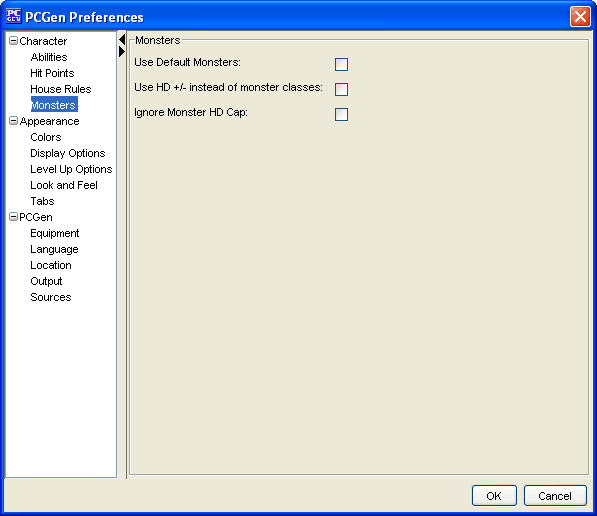 PCGen Preferences
Character
Abilities
Hit Points
House Rules
Monsters
Appearance
Colors
Display Options
Level Up Options
Look and Feel
Tabs
PCGen
Equipment
Language
Location
Output
Sources
Monsters
Use Default Monsters:
Use HD +/- instead of monster classes:
Ignore Monster HD Cap:
OK
Cancel